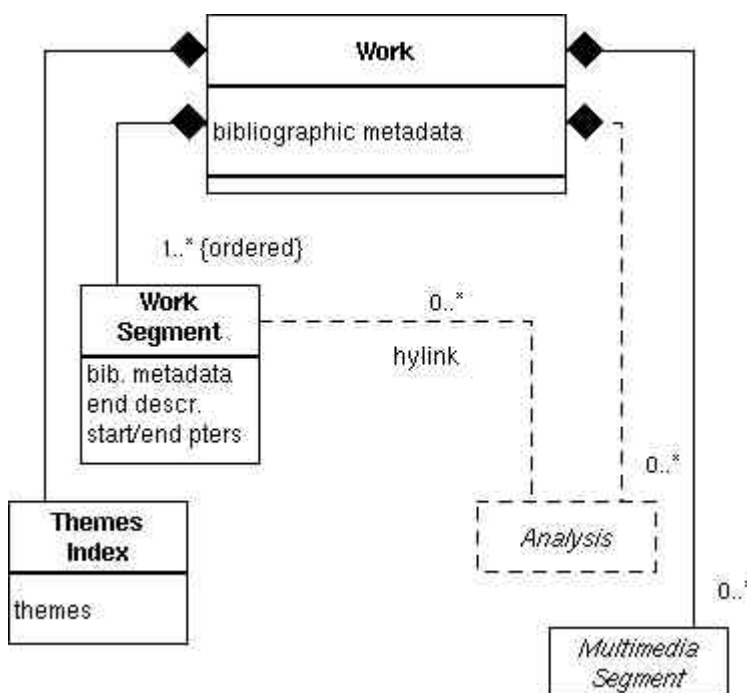 Work
bibliographic metadata
1..* {ordered}
Work
Segment
bib. metadata
end descr.
start/end pters
0..*
hylink
0..*
Themes
Index
themes
Analysis
0..*
Multimedia
Segment